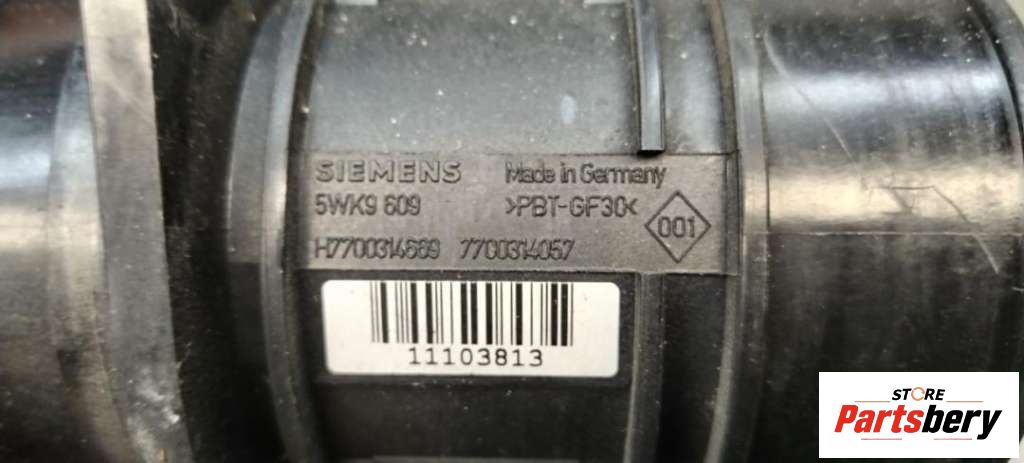 SIEMENS Made in Germany
5WK9 609 >PBT-GF30< 001
H7700314669 7700314057
11103813
STORE
Partsbery